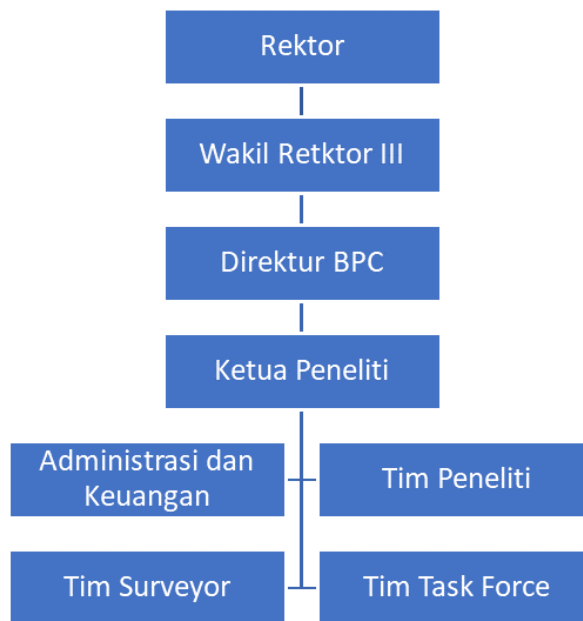 Rektor
Wakil Retktor III
Direktur BPC
Ketua Peneliti
Administrasi dan
Keuangan
Tim Peneliti
Tim Surveyor
Tim Task Force